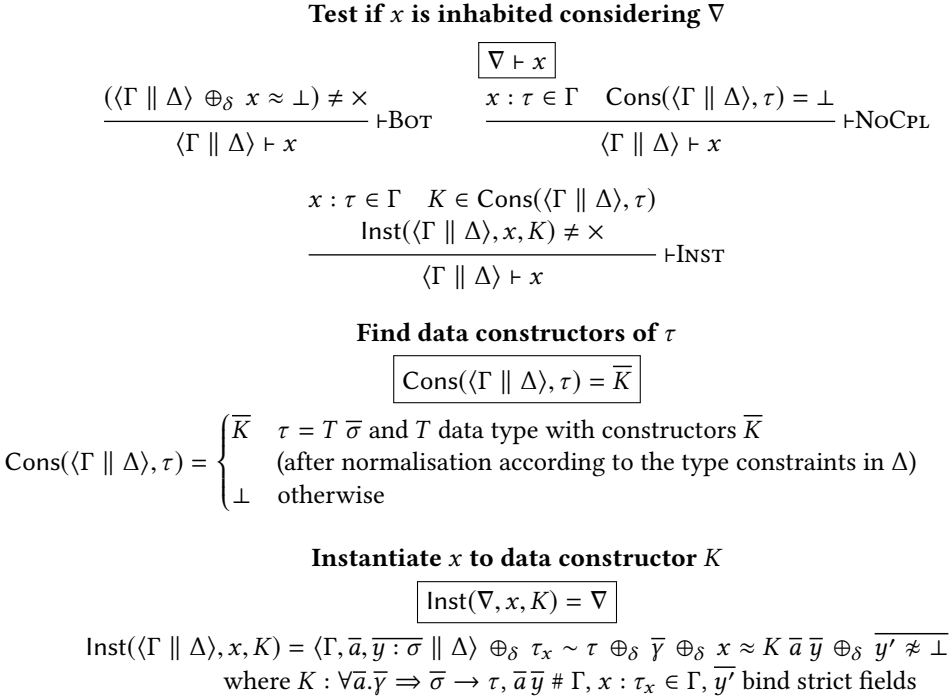 Test if x is inhabited considering ∇
∇ ⊢ x
(⟨Γ ∥ Δ⟩ ⊕δ x ≈ ⊥) ≠ ×
⟨Γ ∥ Δ⟩ ⊢ x
⊢Bot
x : τ ∈ Γ Cons(⟨Γ ∥ Δ⟩, τ) = ⊥
⟨Γ ∥ Δ⟩ ⊢ x
⊢NoCpl
x : τ ∈ Γ K ∈ Cons(⟨Γ ∥ Δ⟩, τ)
Inst(⟨Γ ∥ Δ⟩, x, K) ≠ ×
⟨Γ ∥ Δ⟩ ⊢ x
⊢Inst
Find data constructors of τ
Cons(⟨Γ ∥ Δ⟩, τ) = K̅
Cons(⟨Γ ∥ Δ⟩, τ) = { K̅ τ = T σ̅ and T data type with constructors K̅
(after normalisation according to the type constraints in Δ)
⊥ otherwise
Instantiate x to data constructor K
Inst(∇, x, K) = ∇
Inst(⟨Γ ∥ Δ⟩, x, K) = ⟨Γ, a̅, y̅ ̅:̅ ̅σ̅ ∥ Δ⟩ ⊕δ τₓ ∼ τ ⊕δ γ̅ ⊕δ x ≈ K a̅ y̅ ⊕δ y̅′̅ ̅≉̅ ̅⊥̅
where K : ∀a̅.γ̅ ⇒ σ̅ → τ, a̅ y̅ # Γ, x : τₓ ∈ Γ, y̅′̅ bind strict fields